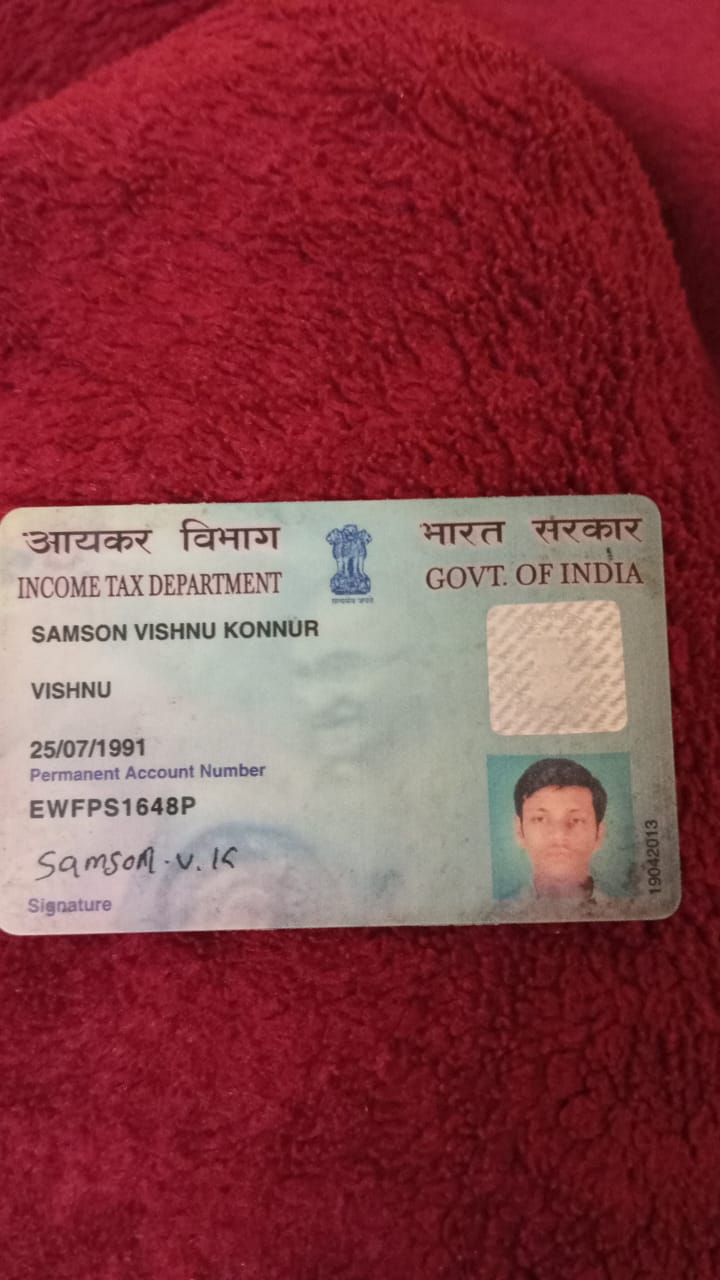 आयकर विभाग
भारत सरकार
INCOME TAX DEPARTMENT
GOVT. OF INDIA
सत्यमेव जयते
SAMSON VISHNU KONNUR
VISHNU
25/07/1991
Permanent Account Number
EWFPS1648P
Samson.V.K
Signature
19042013